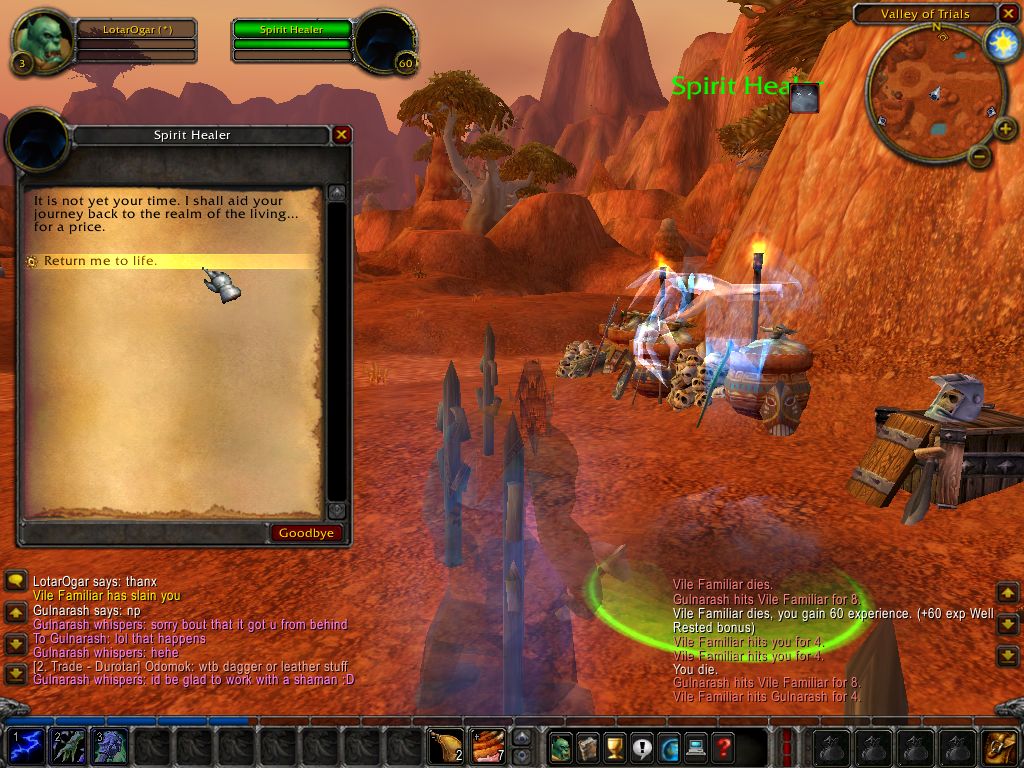 LotarOgar (*)
3
Spirit Healer
60
Valley of Trials
N
Spirit Hea
Spirit Healer
It is not yet your time. I shall aid your
journey back to the realm of the living...
for a price.
Return me to life.
Goodbye
LotarOgar says: thanx
Vile Familiar has slain you
Gulnarash says: np
Gulnarash whispers: sorry bout that it got u from behind
To Gulnarash: lol that happens
Gulnarash whispers: hehe
[2. Trade - Durotar] Odomok: wtb dagger or leather stuff
Gulnarash whispers: id be glad to work with a shaman :D
Vile Familiar dies.
Gulnarash hits Vile Familiar for 8.
Vile Familiar dies, you gain 60 experience. (+60 exp Well
Rested bonus)
Vile Familiar hits you for 4.
Vile Familiar hits you for 4.
You die.
Gulnarash hits Vile Familiar for 8.
Vile Familiar hits Gulnarash for 4.
1 2 3 2 7